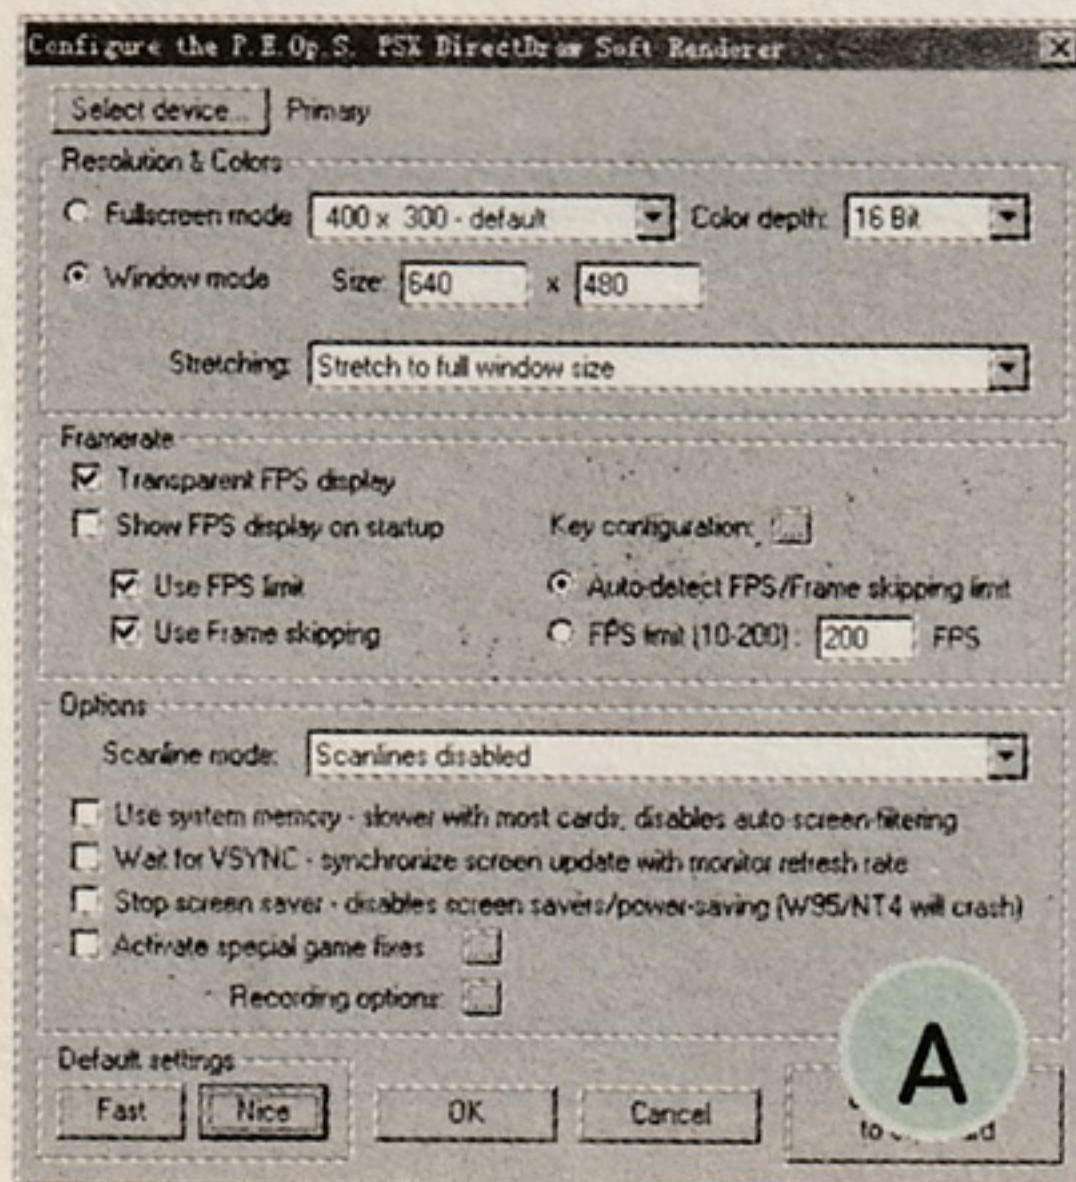 Configure the P.E.Op.S. PSX DirectDraw Soft Renderer
Select device... Primary
Resolution & Colors
Fullscreen mode 400 x 300 - default Color depth: 16 Bit
Window mode Size: 640 x 480
Stretching: Stretch to full window size
Framerate
Transparent FPS display
Show FPS display on startup Key configuration: ...
Use FPS limit Auto-detect FPS/Frame skipping limit
Use Frame skipping FPS limit (10-200) : 200 FPS
Options
Scanline mode: Scanlines disabled
Use system memory - slower with most cards, disables auto screen filtering
Wait for VSYNC - synchronize screen update with monitor refresh rate
Stop screen saver - disables screen savers/power-saving (W95/NT4 will crash)
Activate special game fixes ...
Recording options: ...
Default settings
Fast Nice OK Cancel
to
A